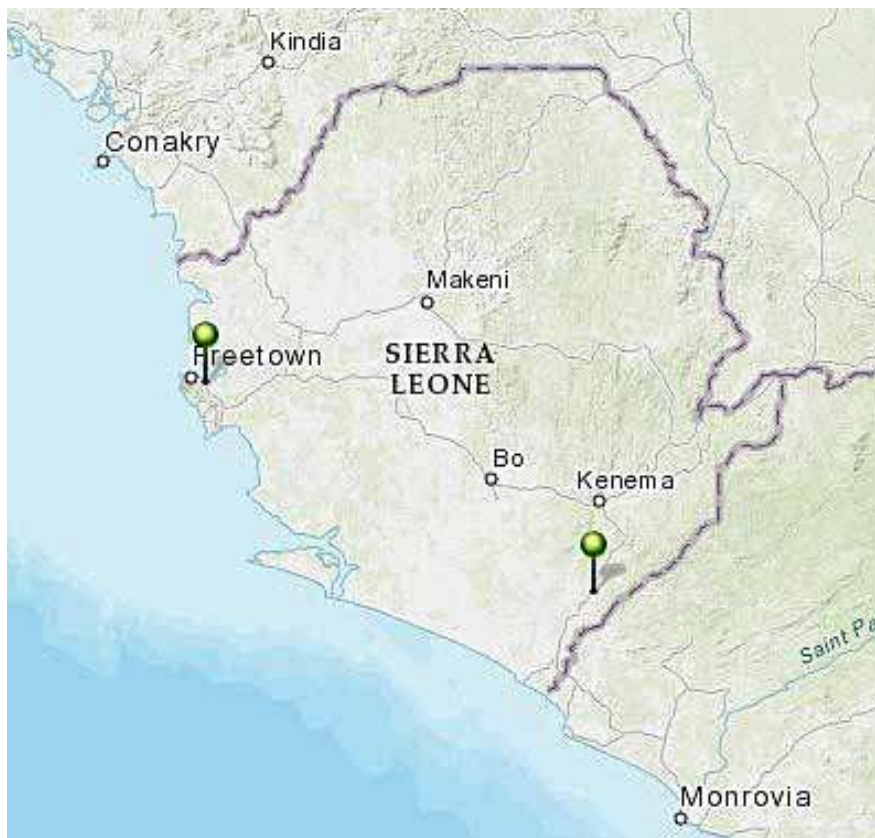 Kindia
Conakry
Makeni
Freetown
SIERRA
LEONE
Bo
Kenema
Saint Pa
Monrovia